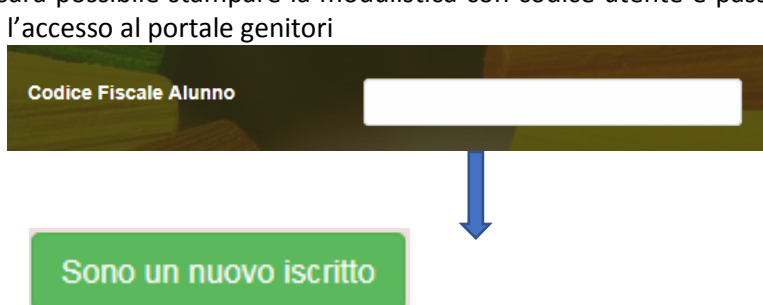 sarà possibile stampare la modulistica con codice utente e pass
l’accesso al portale genitori
Codice Fiscale Alunno
Sono un nuovo iscritto